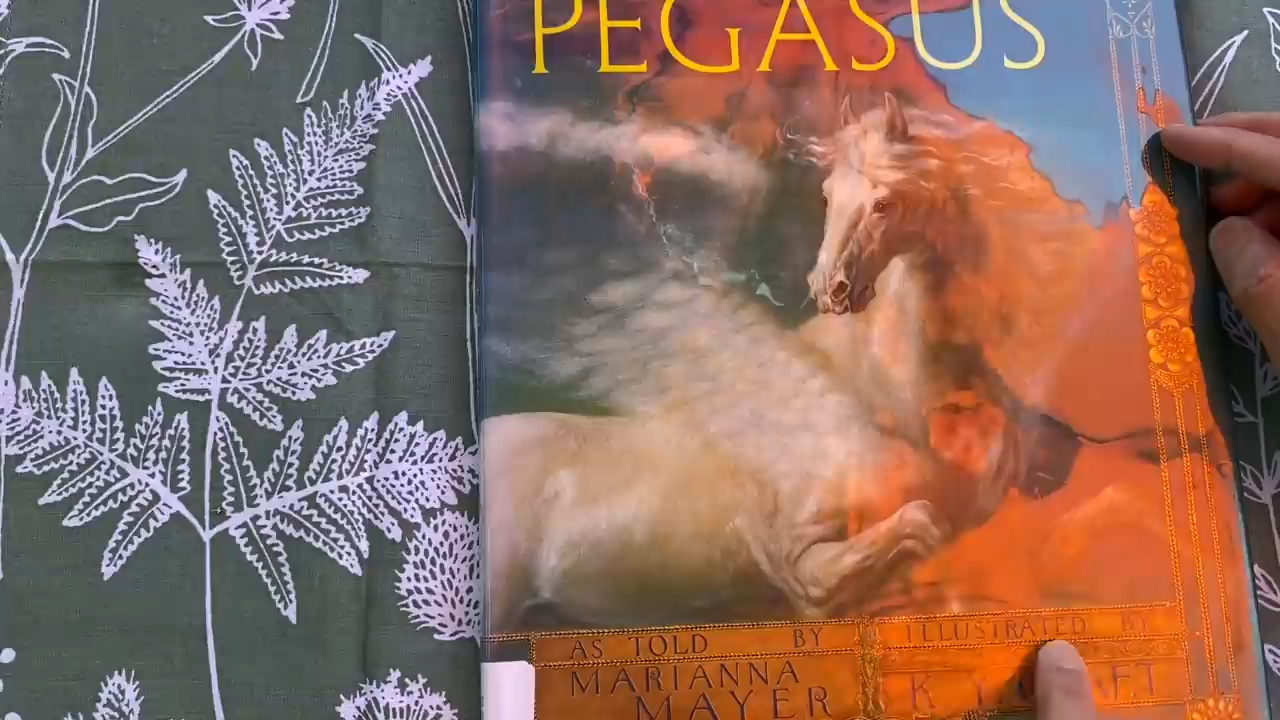 PEGASUS
AS TOLD BY
MARIANNA
MAYER
ILLUSTRATED BY
K